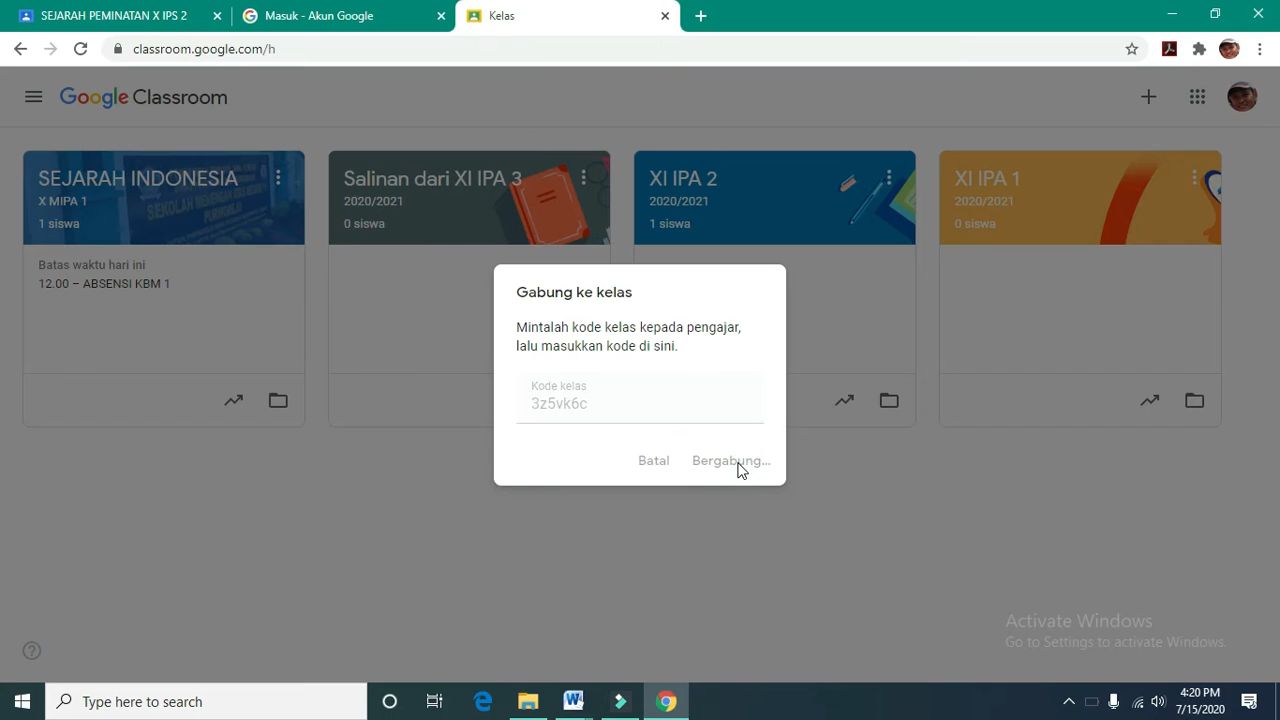 SEJARAH PEMINATAN X IPS 2
Masuk - Akun Google
Kelas
classroom.google.com/h
Google Classroom
SEJARAH INDONESIA
X MIPA 1
1 siswa
Batas waktu hari ini
12.00 – ABSENSI KBM 1
Salinan dari XI IPA 3
2020/2021
0 siswa
XI IPA 2
2020/2021
1 siswa
XI IPA 1
2020/2021
0 siswa
Gabung ke kelas
Mintalah kode kelas kepada pengajar,
lalu masukkan kode di sini.
Kode kelas
3z5vk6c
Batal
Bergabung...
Activate Windows
Go to Settings to activate Windows.
Type here to search
4:20 PM
7/15/2020